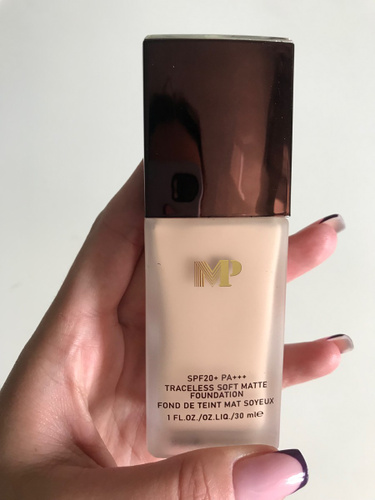 MP
SPF20+ PA+++
TRACELESS SOFT MATTE
FOUNDATION
FOND DE TEINT MAT SOYEUX
1 FL.OZ./OZ.LIQ./30 ml℮